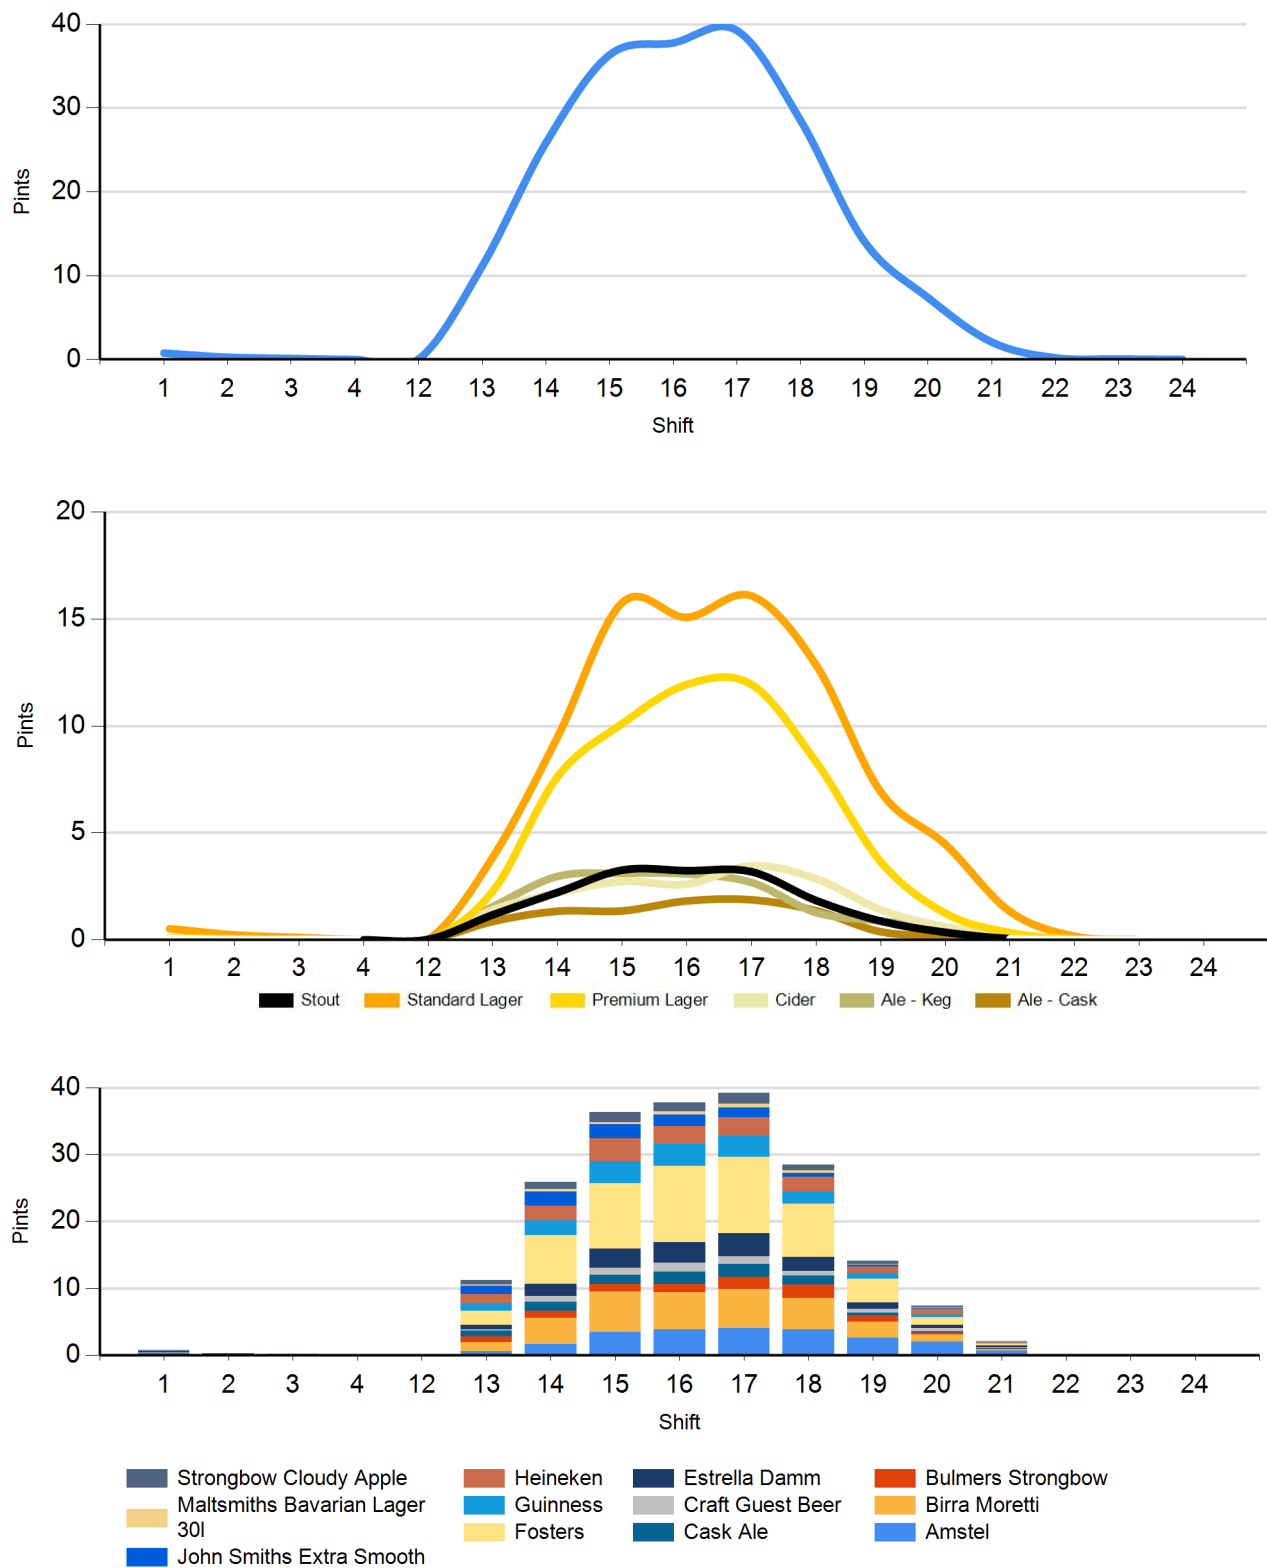 40
30
20
10
0
Pints
1 2 3 4 12 13 14 15 16 17 18 19 20 21 22 23 24
Shift
20
15
10
5
0
Pints
1 2 3 4 12 13 14 15 16 17 18 19 20 21 22 23 24
Stout Standard Lager Premium Lager Cider Ale - Keg Ale - Cask
40
30
20
10
0
Pints
1 2 3 4 12 13 14 15 16 17 18 19 20 21 22 23 24
Shift
Strongbow Cloudy Apple
Maltsmiths Bavarian Lager
30l
John Smiths Extra Smooth
Heineken
Guinness
Fosters
Estrella Damm
Craft Guest Beer
Cask Ale
Bulmers Strongbow
Birra Moretti
Amstel